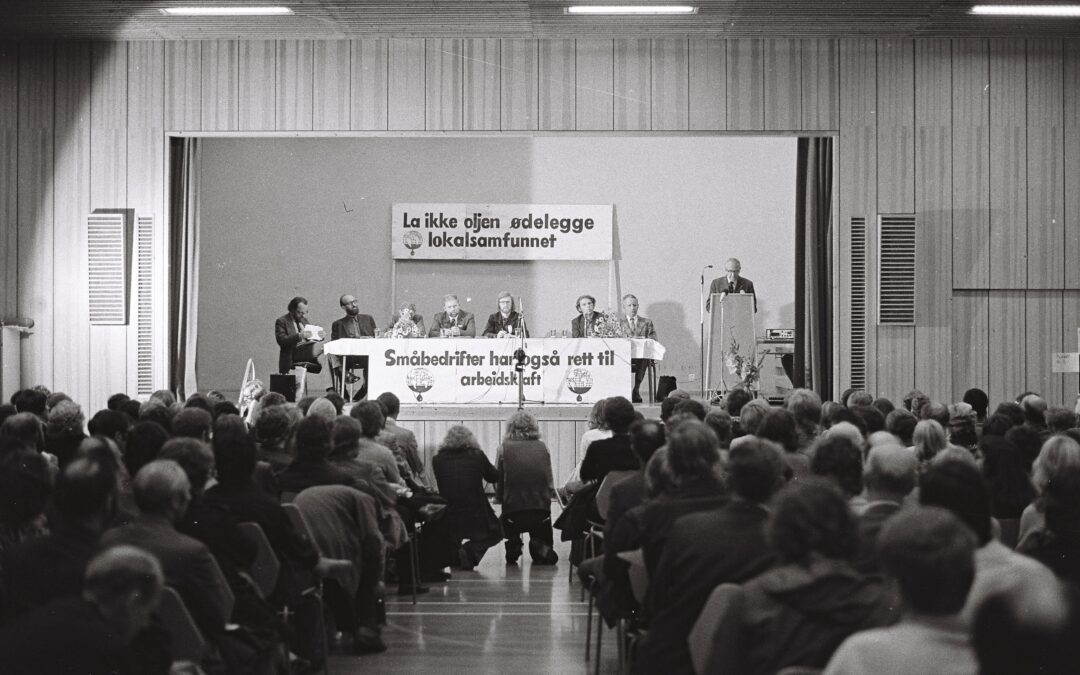 La ikke oljen ødelegge
lokalsamfunnet
Småbedrifter har også rett til
arbeidskraft